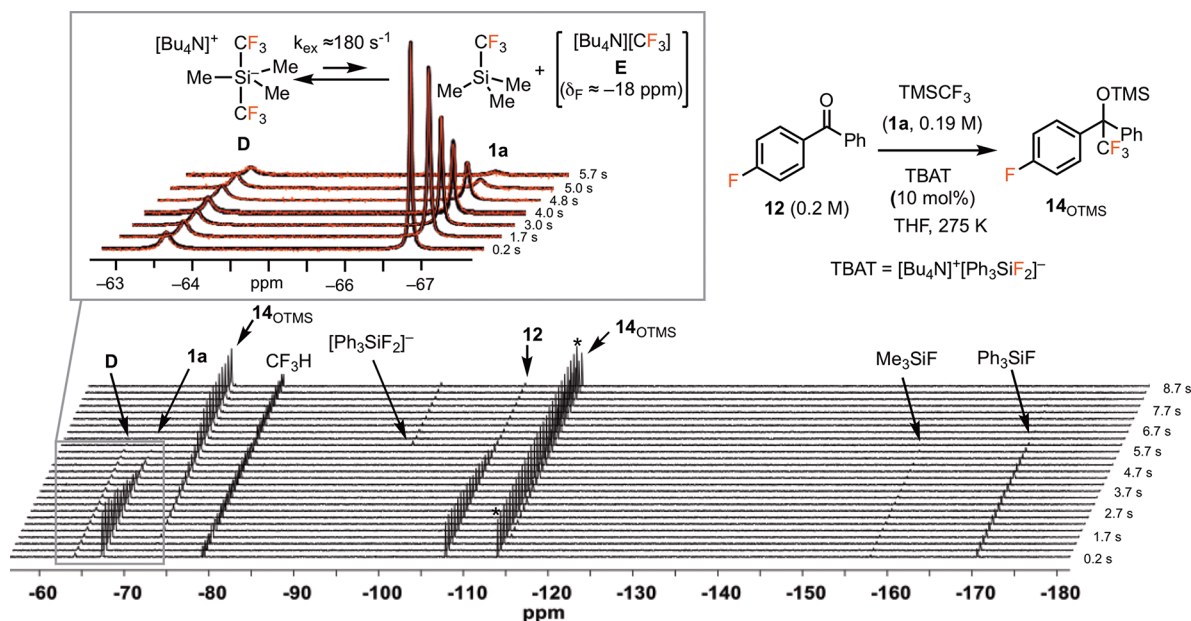 [Bu4N]+
kex ≈180 s-1
CF3
Me
Si–
Me
Me
CF3
D
CF3
Si
Me
Me
Me
1a
+
[Bu4N][CF3]
E
(δF ≈ –18 ppm)
5.7 s
5.0 s
4.8 s
4.0 s
3.0 s
1.7 s
0.2 s
–63
–64
ppm
–66
–67
O
Ph
F
12 (0.2 M)
TMSCF3
(1a, 0.19 M)
TBAT
(10 mol%)
THF, 275 K
OTMS
Ph
CF3
F
14OTMS
TBAT = [Bu4N]+[Ph3SiF2]–
D
1a
14OTMS
CF3H
[Ph3SiF2]–
12
*
14OTMS
Me3SiF
Ph3SiF
*
8.7 s
7.7 s
6.7 s
5.7 s
4.7 s
3.7 s
2.7 s
1.7 s
0.2 s
-60
-70
-80
-90
-100
-110
-120
-130
-140
-150
-160
-170
-180
ppm